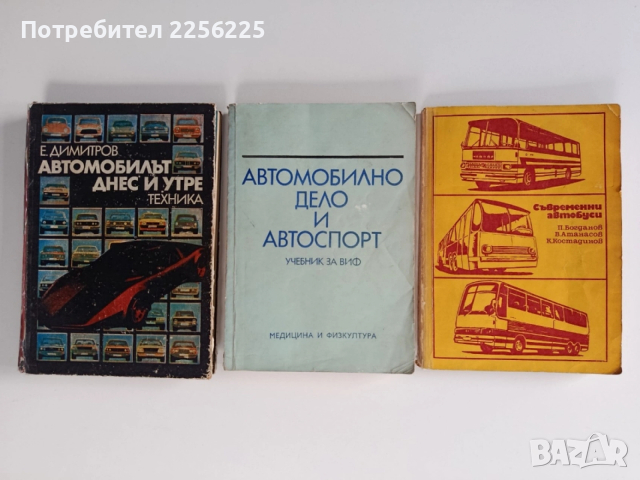 Потребител 2256225
Е. ДИМИТРОВ
АВТОМОБИЛЪТ
ДНЕС И УТРЕ
ТЕХНИКА
АВТОМОБИЛНО
ДЕЛО
И
АВТОСПОРТ
УЧЕБНИК ЗА ВИФ
МЕДИЦИНА И ФИЗКУЛТУРА
Съвременни
автобуси
П. Богданов
В. Атанасов
К. Костадинов
BAZAR